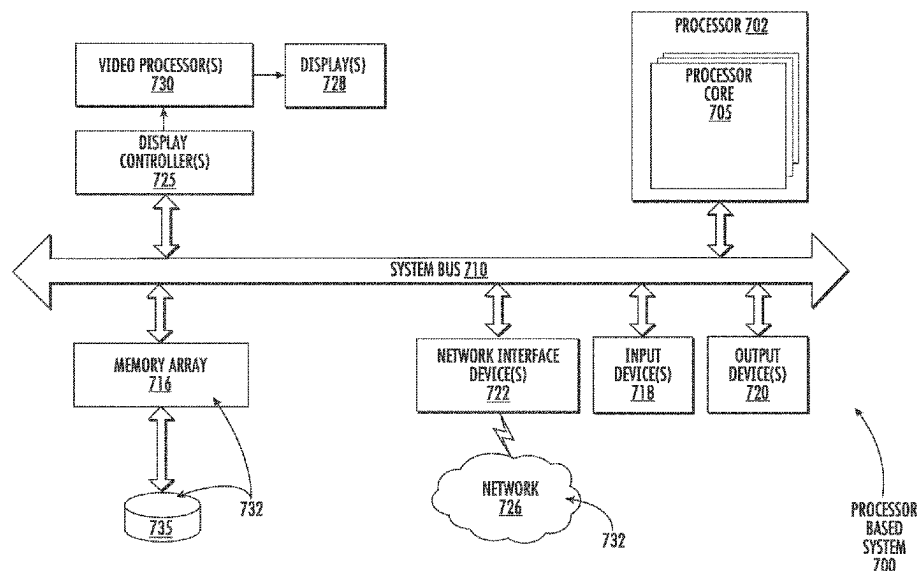 PROCESSOR 702
PROCESSOR
CORE
705
VIDEO PROCESSOR(S)
730
DISPLAY(S)
728
DISPLAY
CONTROLLER(S)
725
SYSTEM BUS 710
MEMORY ARRAY
716
NETWORK INTERFACE
DEVICE(S)
722
INPUT
DEVICE(S)
718
OUTPUT
DEVICE(S)
720
735
732
NETWORK
726
732
PROCESSOR
BASED
SYSTEM
700